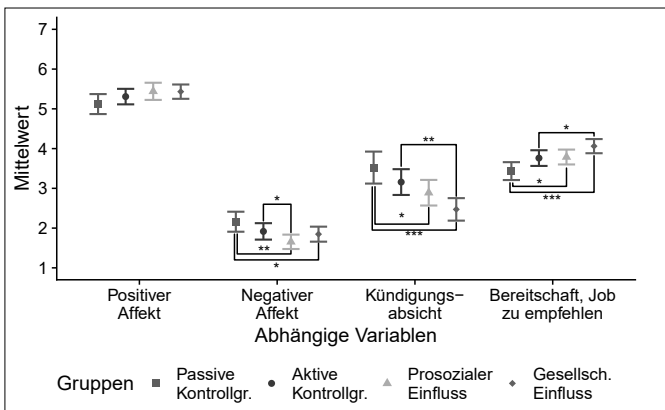 7
6
5
4
3
2
1
Mittelwert
*
**
*
**
*
***
*
*
***
Positiver
Affekt
Negativer
Affekt
Kündigungs–
absicht
Bereitschaft, Job
zu empfehlen
Abhängige Variablen
Gruppen
Passive
Kontrollgr.
Aktive
Kontrollgr.
Prosozialer
Einfluss
Gesellsch.
Einfluss